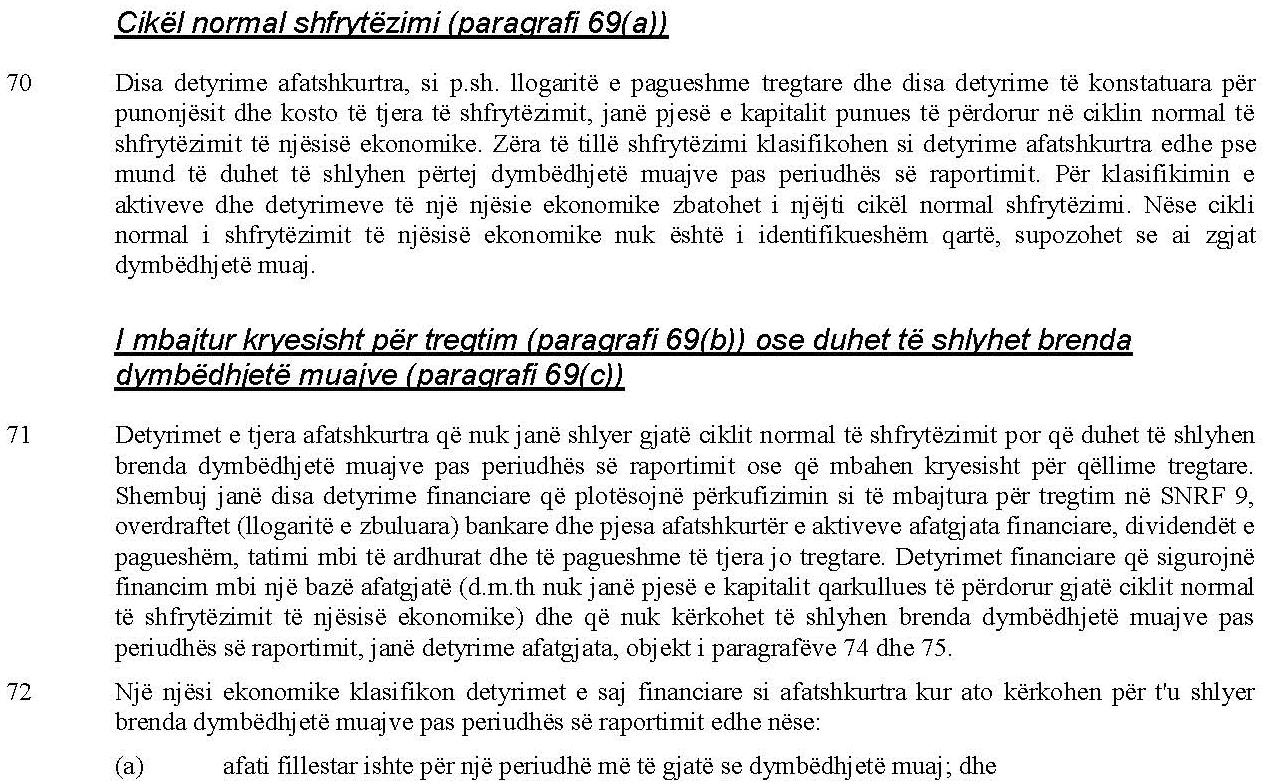 Cikël normal shfrytëzimi (paragrafi 69(a))
70 Disa detyrime afatshkurtra, si p.sh. llogaritë e pagueshme tregtare dhe disa detyrime të konstatuara për
punonjësit dhe kosto të tjera të shfrytëzimit, janë pjesë e kapitalit punues të përdorur në ciklin normal të
shfrytëzimit të njësisë ekonomike. Zëra të tillë shfrytëzimi klasifikohen si detyrime afatshkurtra edhe pse
mund të duhet të shlyhen përtej dymbëdhjetë muajve pas periudhës së raportimit. Për klasifikimin e
aktiveve dhe detyrimeve të një njësie ekonomike zbatohet i njëjti cikël normal shfrytëzimi. Nëse cikli
normal i shfrytëzimit të njësisë ekonomike nuk është i identifikueshëm qartë, supozohet se ai zgjat
dymbëdhjetë muaj.
I mbajtur kryesisht për tregtim (paragrafi 69(b)) ose duhet të shlyhet brenda
dymbëdhjetë muajve (paragrafi 69(c))
71 Detyrimet e tjera afatshkurtra që nuk janë shlyer gjatë ciklit normal të shfrytëzimit por që duhet të shlyhen
brenda dymbëdhjetë muajve pas periudhës së raportimit ose që mbahen kryesisht për qëllime tregtare.
Shembuj janë disa detyrime financiare që plotësojnë përkufizimin si të mbajtura për tregtim në SNRF 9,
overdraftet (llogaritë e zbuluara) bankare dhe pjesa afatshkurtër e aktiveve afatgjata financiare, dividendët e
pagueshëm, tatimi mbi të ardhurat dhe të pagueshme të tjera jo tregtare. Detyrimet financiare që sigurojnë
financim mbi një bazë afatgjatë (d.m.th nuk janë pjesë e kapitalit qarkullues të përdorur gjatë ciklit normal
të shfrytëzimit të njësisë ekonomike) dhe që nuk kërkohet të shlyhen brenda dymbëdhjetë muajve pas
periudhës së raportimit, janë detyrime afatgjata, objekt i paragrafëve 74 dhe 75.
72 Një njësi ekonomike klasifikon detyrimet e saj financiare si afatshkurtra kur ato kërkohen për t'u shlyer
brenda dymbëdhjetë muajve pas periudhës së raportimit edhe nëse:
(a) afati fillestar ishte për një periudhë më të gjatë se dymbëdhjetë muaj; dhe